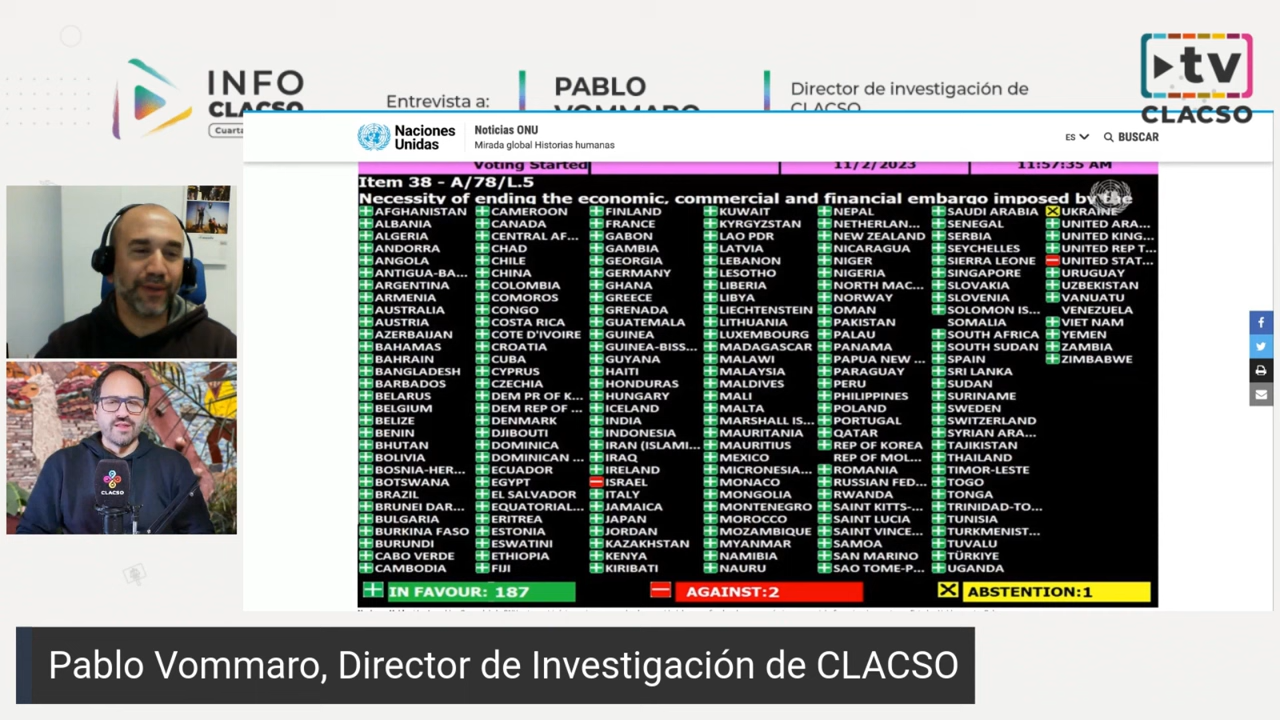 INFO
CLACSO
Cuarta
Entrevista a:
PABLO
VOMMARO
Director de investigación de
CLACSO
tv
CLACSO
Naciones
Unidas
Noticias ONU
Mirada global Historias humanas
ES
BUSCAR
Voting Started 11/2/2023 11:57:35 AM
Item 38 - A/78/L.5
Necessity of ending the economic, commercial and financial embargo imposed by the
AFGHANISTAN CAMEROON FINLAND KUWAIT NEPAL SAUDI ARABIA UKRAINE
ALBANIA CANADA FRANCE KYRGYZSTAN NETHERLAN... SENEGAL UNITED ARA...
ALGERIA CENTRAL AF... GABON LAO PDR NEW ZEALAND SERBIA UNITED KING...
ANDORRA CHAD GAMBIA LATVIA NICARAGUA SEYCHELLES UNITED REP T...
ANGOLA CHILE GEORGIA LEBANON NIGER SIERRA LEONE UNITED STAT...
ANTIGUA-BA... CHINA GERMANY LESOTHO NIGERIA SINGAPORE URUGUAY
ARGENTINA COLOMBIA GHANA LIBERIA NORTH MAC... SLOVAKIA UZBEKISTAN
ARMENIA COMOROS GREECE LIBYA NORWAY SLOVENIA VANUATU
AUSTRALIA CONGO GRENADA LIECHTENSTEIN OMAN SOLOMON IS... VENEZUELA
AUSTRIA COSTA RICA GUATEMALA LITHUANIA PAKISTAN SOMALIA VIET NAM
AZERBAIJAN COTE D'IVOIRE GUINEA LUXEMBOURG PALAU SOUTH AFRICA YEMEN
BAHAMAS CROATIA GUINEA-BISS... MADAGASCAR PANAMA SOUTH SUDAN ZAMBIA
BAHRAIN CUBA GUYANA MALAWI PAPUA NEW ... SPAIN ZIMBABWE
BANGLADESH CYPRUS HAITI MALAYSIA PARAGUAY SRI LANKA
BARBADOS CZECHIA HONDURAS MALDIVES PERU SUDAN
BELARUS DEM PR OF K... HUNGARY MALI PHILIPPINES SURINAME
BELGIUM DEM REP OF ... ICELAND MALTA POLAND SWEDEN
BELIZE DENMARK INDIA MARSHALL IS... PORTUGAL SWITZERLAND
BENIN DJIBOUTI INDONESIA MAURITANIA QATAR SYRIAN ARA...
BHUTAN DOMINICA IRAN (ISLAMI... MAURITIUS REP OF KOREA TAJIKISTAN
BOLIVIA DOMINICAN ... IRAQ MEXICO REP OF MOL... THAILAND
BOSNIA-HER... ECUADOR IRELAND MICRONESIA... ROMANIA TIMOR-LESTE
BOTSWANA EGYPT ISRAEL MONACO RUSSIAN FED... TOGO
BRAZIL EL SALVADOR ITALY MONGOLIA RWANDA TONGA
BRUNEI DAR... EQUATORIAL... JAMAICA MONTENEGRO SAINT KITTS-... TRINIDAD-TO...
BULGARIA ERITREA JAPAN MOROCCO SAINT LUCIA TUNISIA
BURKINA FASO ESTONIA JORDAN MOZAMBIQUE SAINT VINCE... TURKMENIST...
BURUNDI ESWATINI KAZAKHSTAN MYANMAR SAMOA TUVALU
CABO VERDE ETHIOPIA KENYA NAMIBIA SAN MARINO TÜRKIYE
CAMBODIA FIJI KIRIBATI NAURU SAO TOME-P... UGANDA
IN FAVOUR: 187 AGAINST:2 ABSTENTION:1
CLACSO
Pablo Vommaro, Director de Investigación de CLACSO